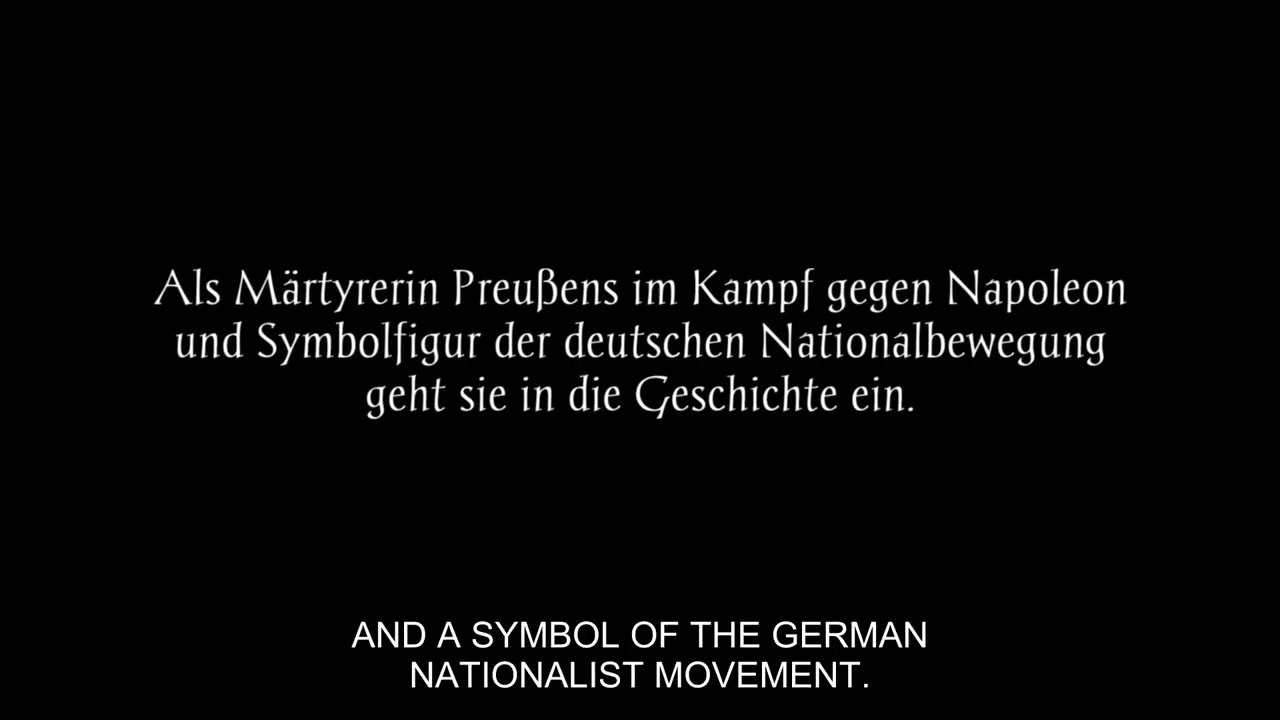 Als Märtyrerin Preußens im Kampf gegen Napoleon
und Symbolfigur der deutschen Nationalbewegung
geht sie in die Geschichte ein.
AND A SYMBOL OF THE GERMAN
NATIONALIST MOVEMENT.